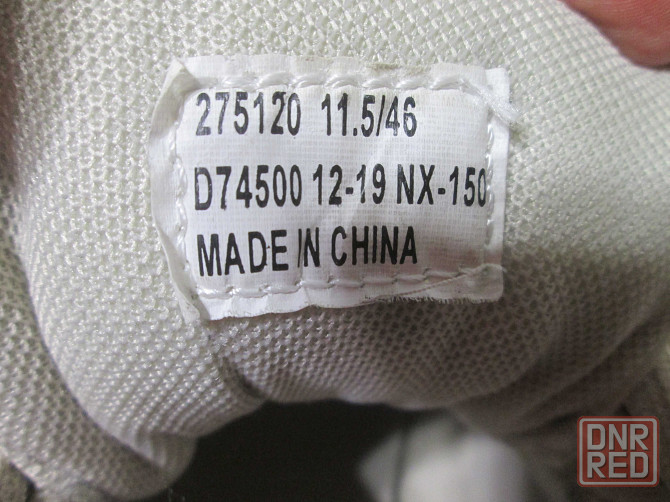 275120 11.5/46
D74500 12-19 NX-150
MADE IN CHINA
DNR
RED